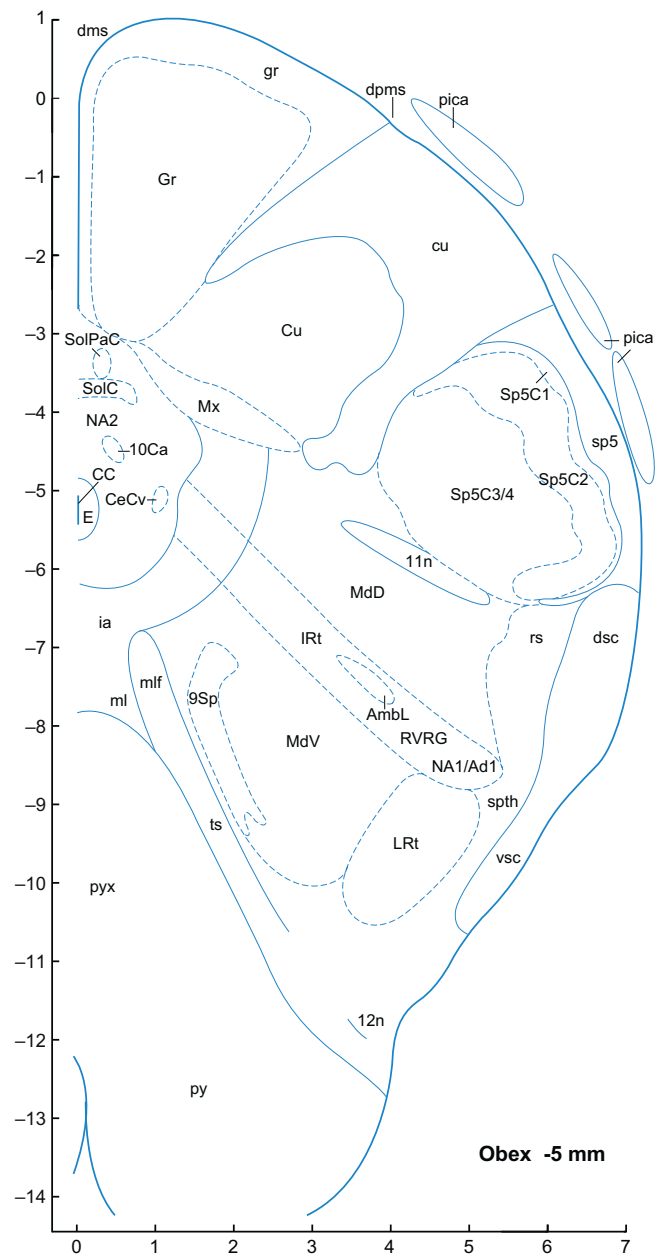 1
dms
gr
dpms
pica
0
Gr
–1
cu
–2
Cu
–3
SolPaC
pica
SolC
Sp5C1
–4
NA2
Mx
sp5
10Ca
CC
CeCv
Sp5C3/4
Sp5C2
–5
E
11n
–6
MdD
ia
IRt
rs
dsc
–7
mlf
ml
9Sp
AmbL
–8
MdV
RVRG
NA1/Ad1
–9
spth
ts
LRt
vsc
–10
pyx
–11
12n
–12
py
–13
Obex -5 mm
–14
0 1 2 3 4 5 6 7